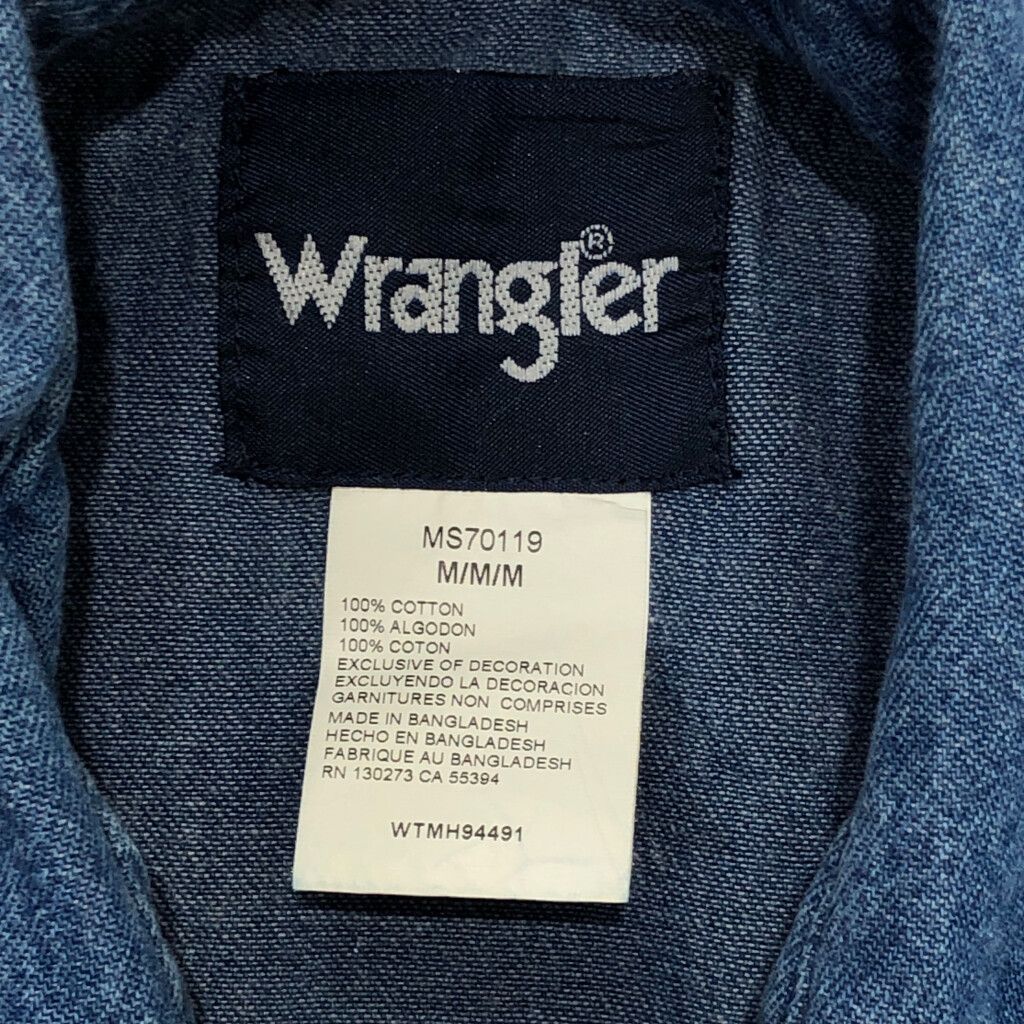 Wrangler®
MS70119
M/M/M
100% COTTON
100% ALGODON
100% COTON
EXCLUSIVE OF DECORATION
EXCLUYENDO LA DECORACION
GARNITURES NON COMPRISES
MADE IN BANGLADESH
HECHO EN BANGLADESH
FABRIQUE AU BANGLADESH
RN 130273 CA 55394
WTMH94491